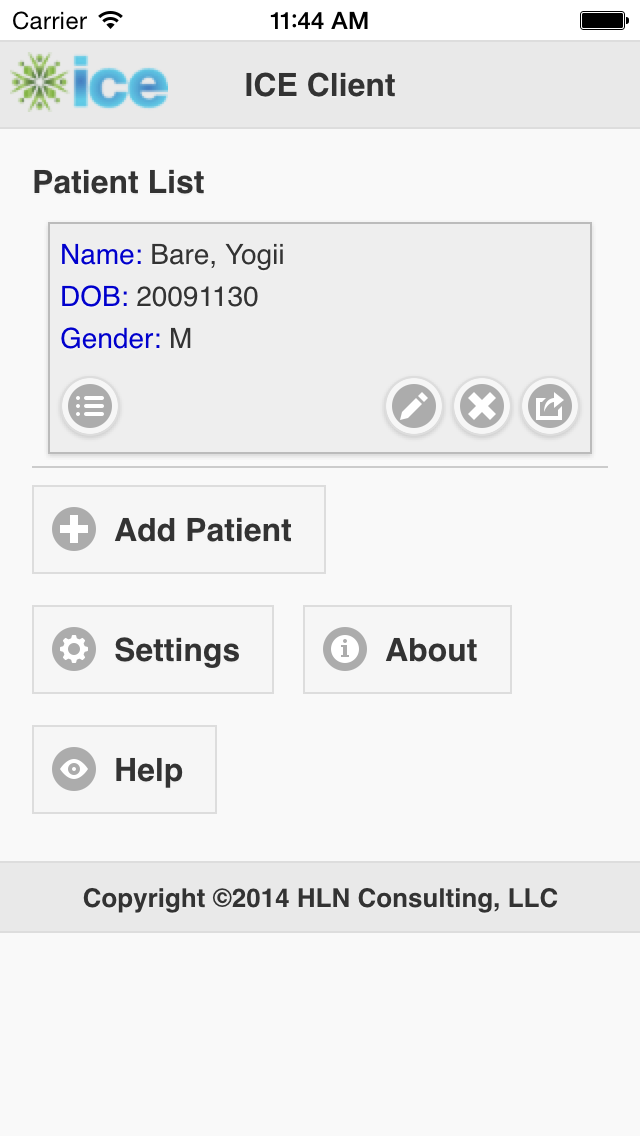 Carrier 11:44 AM
ice ICE Client
Patient List
Name: Bare, Yogii
DOB: 20091130
Gender: M
Add Patient
Settings About
Help
Copyright ©2014 HLN Consulting, LLC